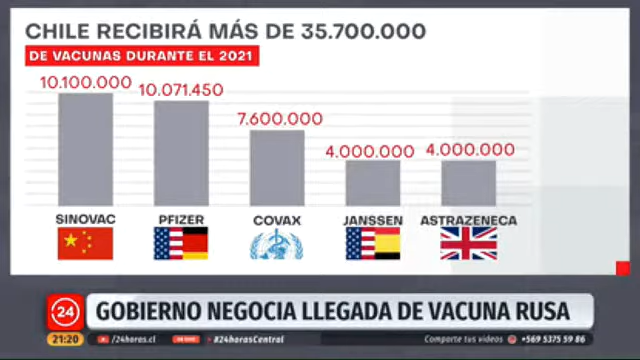 CHILE RECIBIRÁ MÁS DE 35.700.000
DE VACUNAS DURANTE EL 2021
10.100.000
10.071.450
7.600.000
4.000.000
4.000.000
SINOVAC
PFIZER
COVAX
JANSSEN
ASTRAZENECA
24
GOBIERNO NEGOCIA LLEGADA DE VACUNA RUSA
21:20
/24horas.cl
#24horasCentral
Comparte tus videos
+569 5375 59 86